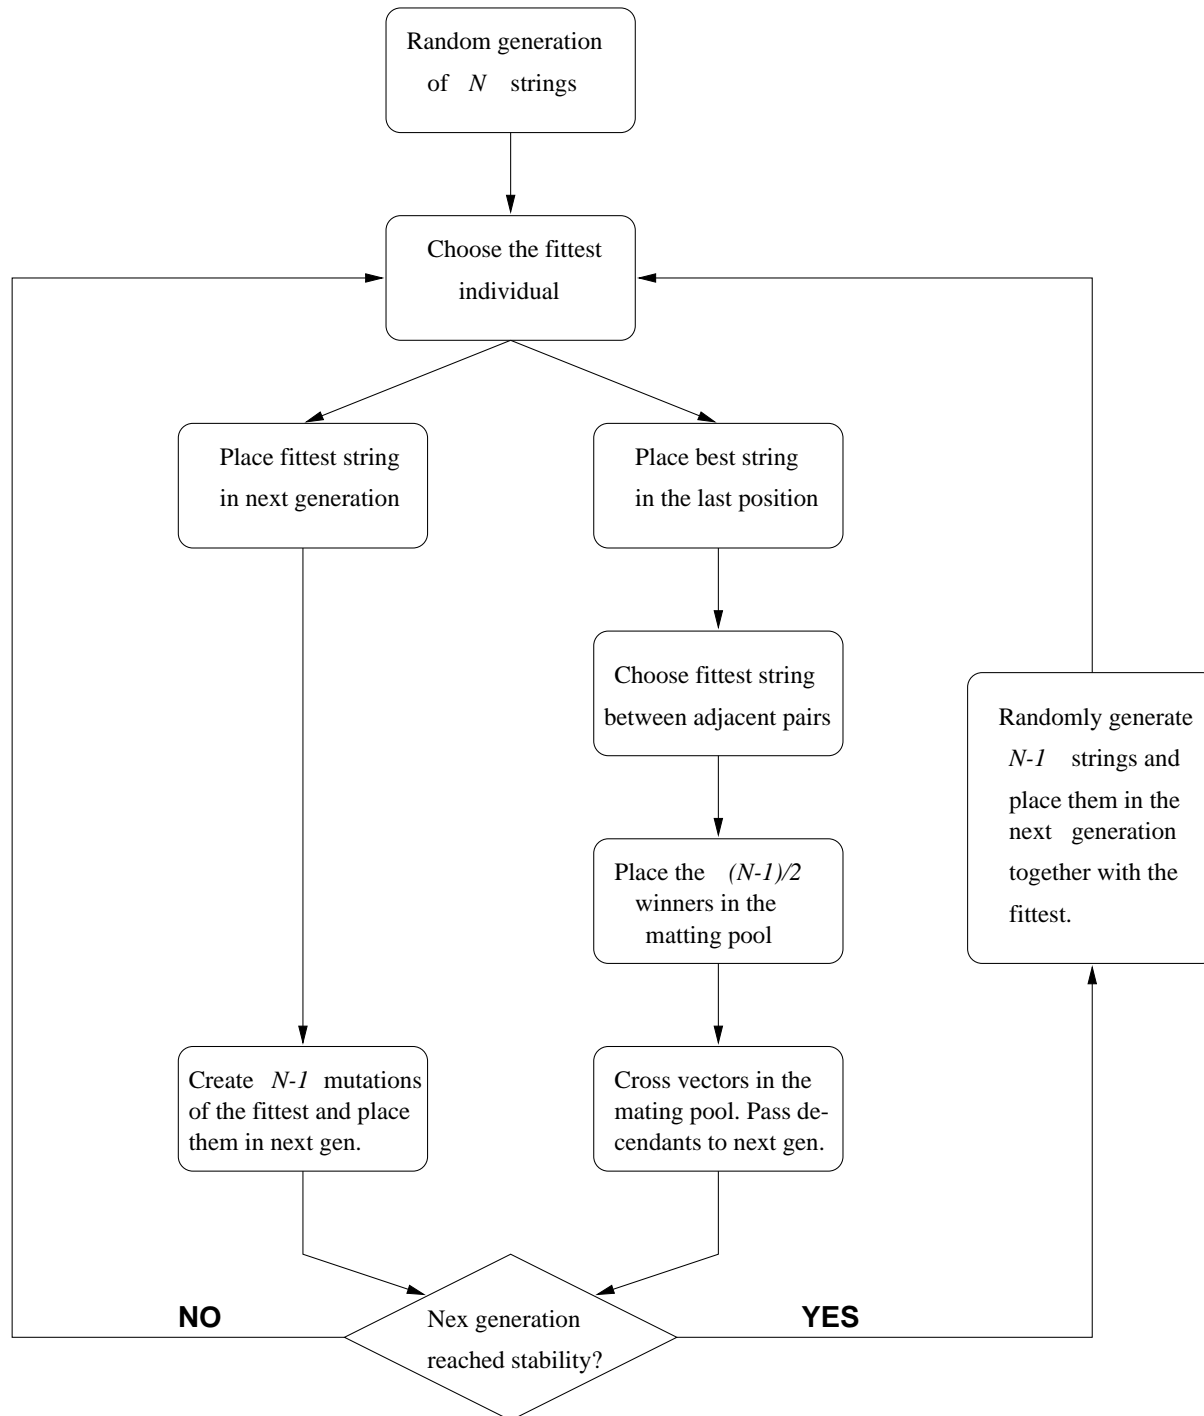 Random generation
of N strings
Choose the fittest
individual
Place fittest string
in next generation
Place best string
in the last position
Choose fittest string
between adjacent pairs
Randomly generate
N-1 strings and
place them in the
next generation
together with the
fittest.
Place the (N-1)/2
winners in the
matting pool
Create N-1 mutations
of the fittest and place
them in next gen.
Cross vectors in the
mating pool. Pass de-
cendants to next gen.
NO
Nex generation
reached stability?
YES